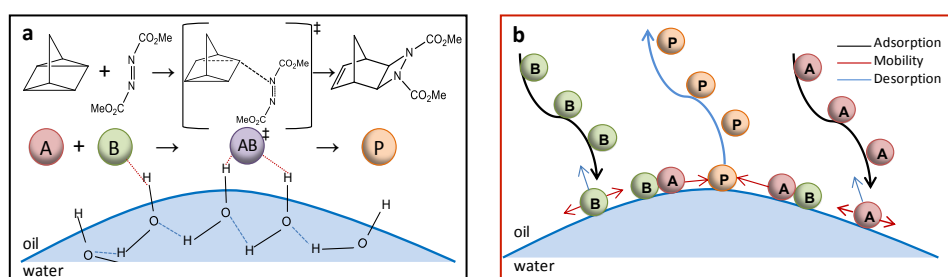 a
‡
CO₂Me
CO₂Me
CO₂Me
+
N
N
→
N
N
→
N
N
CO₂Me
MeO₂C
MeO₂C
A + B → AB‡ → P
H
H
H
H
H
O
O
O
O
O
H
H
H
H
oil
water
b
Adsorption
Mobility
Desorption
P
B
P
A
B
P
A
B
A
B
B
A
P
A
B
A
oil
water